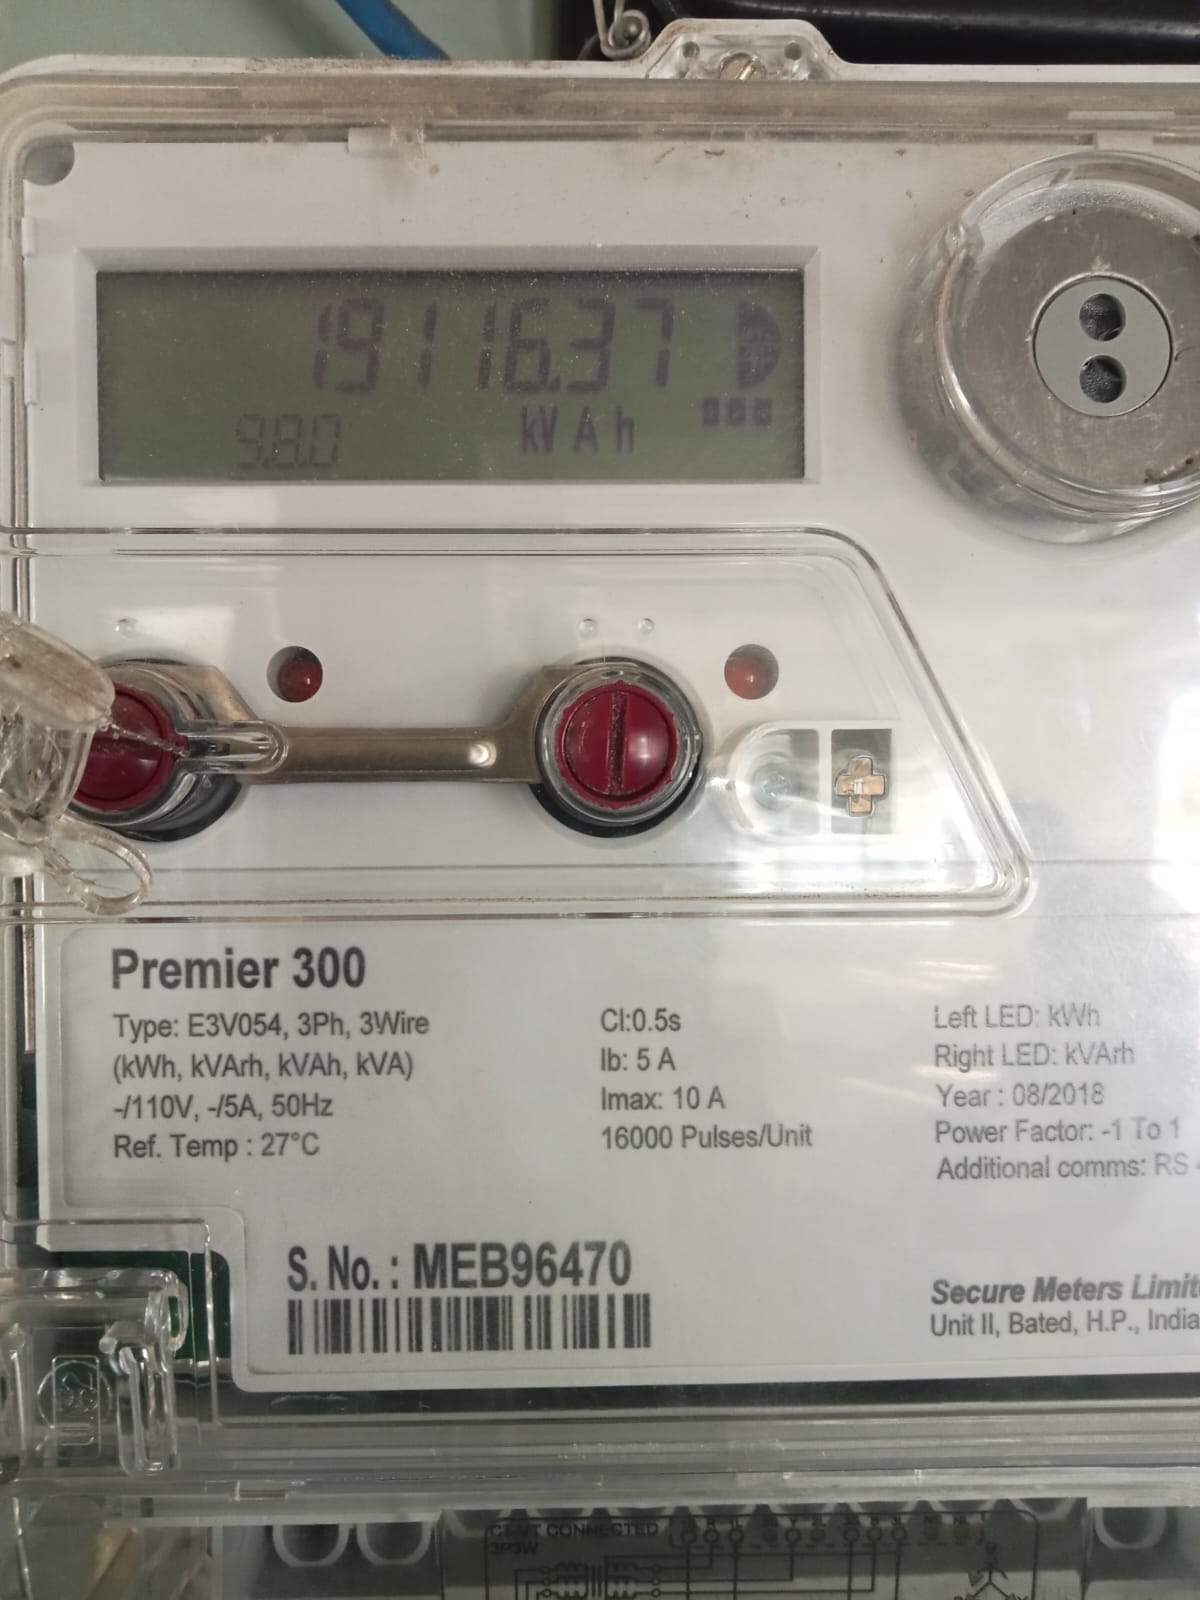 191116.37
9.8.0
kVAh
Premier 300
Type: E3V054, 3Ph, 3Wire
(kWh, kVArh, kVAh, kVA)
-/110V, -/5A, 50Hz
Ref. Temp : 27°C
Cl:0.5s
Ib: 5 A
Imax: 10 A
16000 Pulses/Unit
Left LED: kWh
Right LED: kVArh
Year : 08/2018
Power Factor: -1 To 1
Additional comms: RS
S. No. : MEB96470
Secure Meters Limit
Unit II, Bated, H.P., India
CT-VT CONNECTED
3P3W